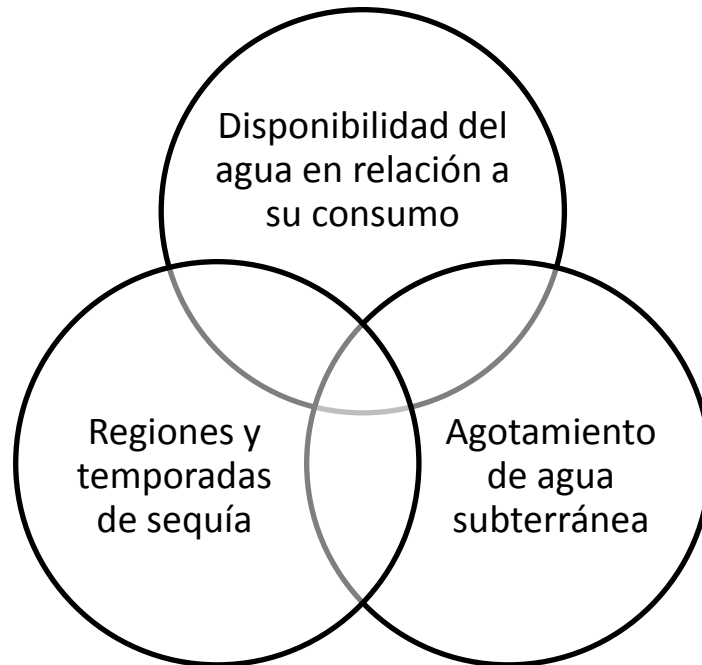 Disponibilidad del
agua en relación a
su consumo
Regiones y
temporadas
de sequía
Agotamiento
de agua
subterránea